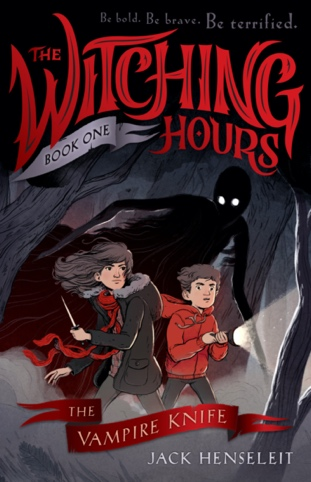 Be bold. Be brave. Be terrified.
THE
WITCHING
HOURS
BOOK ONE
THE
VAMPIRE KNIFE
JACK HENSELEIT